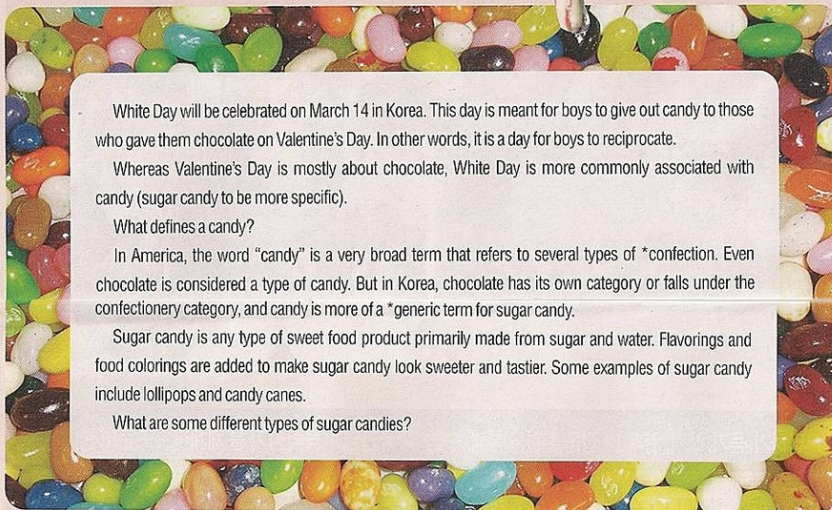 White Day will be celebrated on March 14 in Korea. This day is meant for boys to give out candy to those
who gave them chocolate on Valentine's Day. In other words, it is a day for boys to reciprocate.
Whereas Valentine's Day is mostly about chocolate, White Day is more commonly associated with
candy (sugar candy to be more specific).
What defines a candy?
In America, the word “candy” is a very broad term that refers to several types of *confection. Even
chocolate is considered a type of candy. But in Korea, chocolate has its own category or falls under the
confectionery category, and candy is more of a *generic term for sugar candy.
Sugar candy is any type of sweet food product primarily made from sugar and water. Flavorings and
food colorings are added to make sugar candy look sweeter and tastier. Some examples of sugar candy
include lollipops and candy canes.
What are some different types of sugar candies?